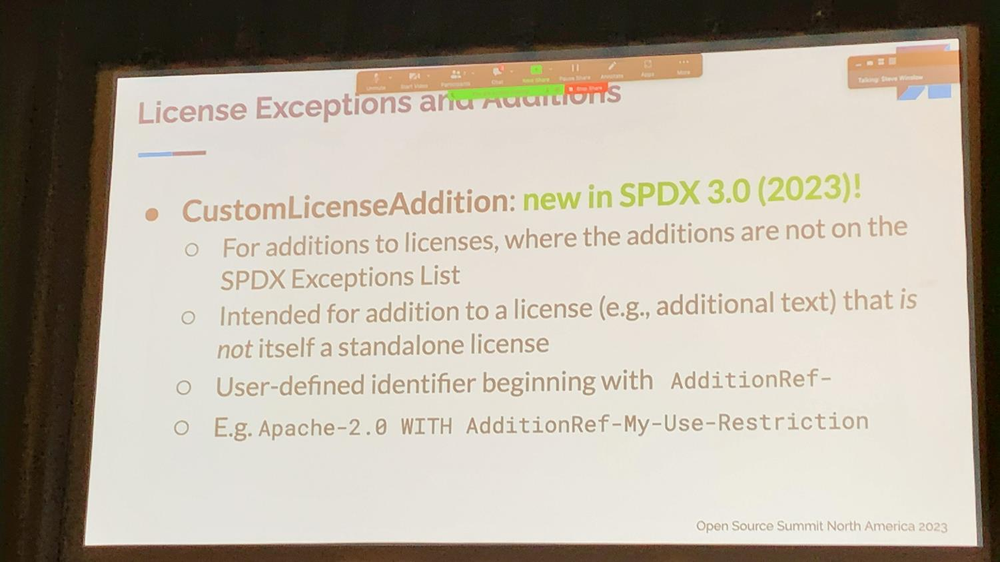 Unmute Start Video Participants Chat New Share Pause Share Annotate Apps More
Stop Share
Talking: Steve Winslow
License Exceptions and Additions
CustomLicenseAddition: new in SPDX 3.0 (2023)!
For additions to licenses, where the additions are not on the
SPDX Exceptions List
Intended for addition to a license (e.g., additional text) that is
not itself a standalone license
User-defined identifier beginning with AdditionRef-
E.g. Apache-2.0 WITH AdditionRef-My-Use-Restriction
Open Source Summit North America 2023